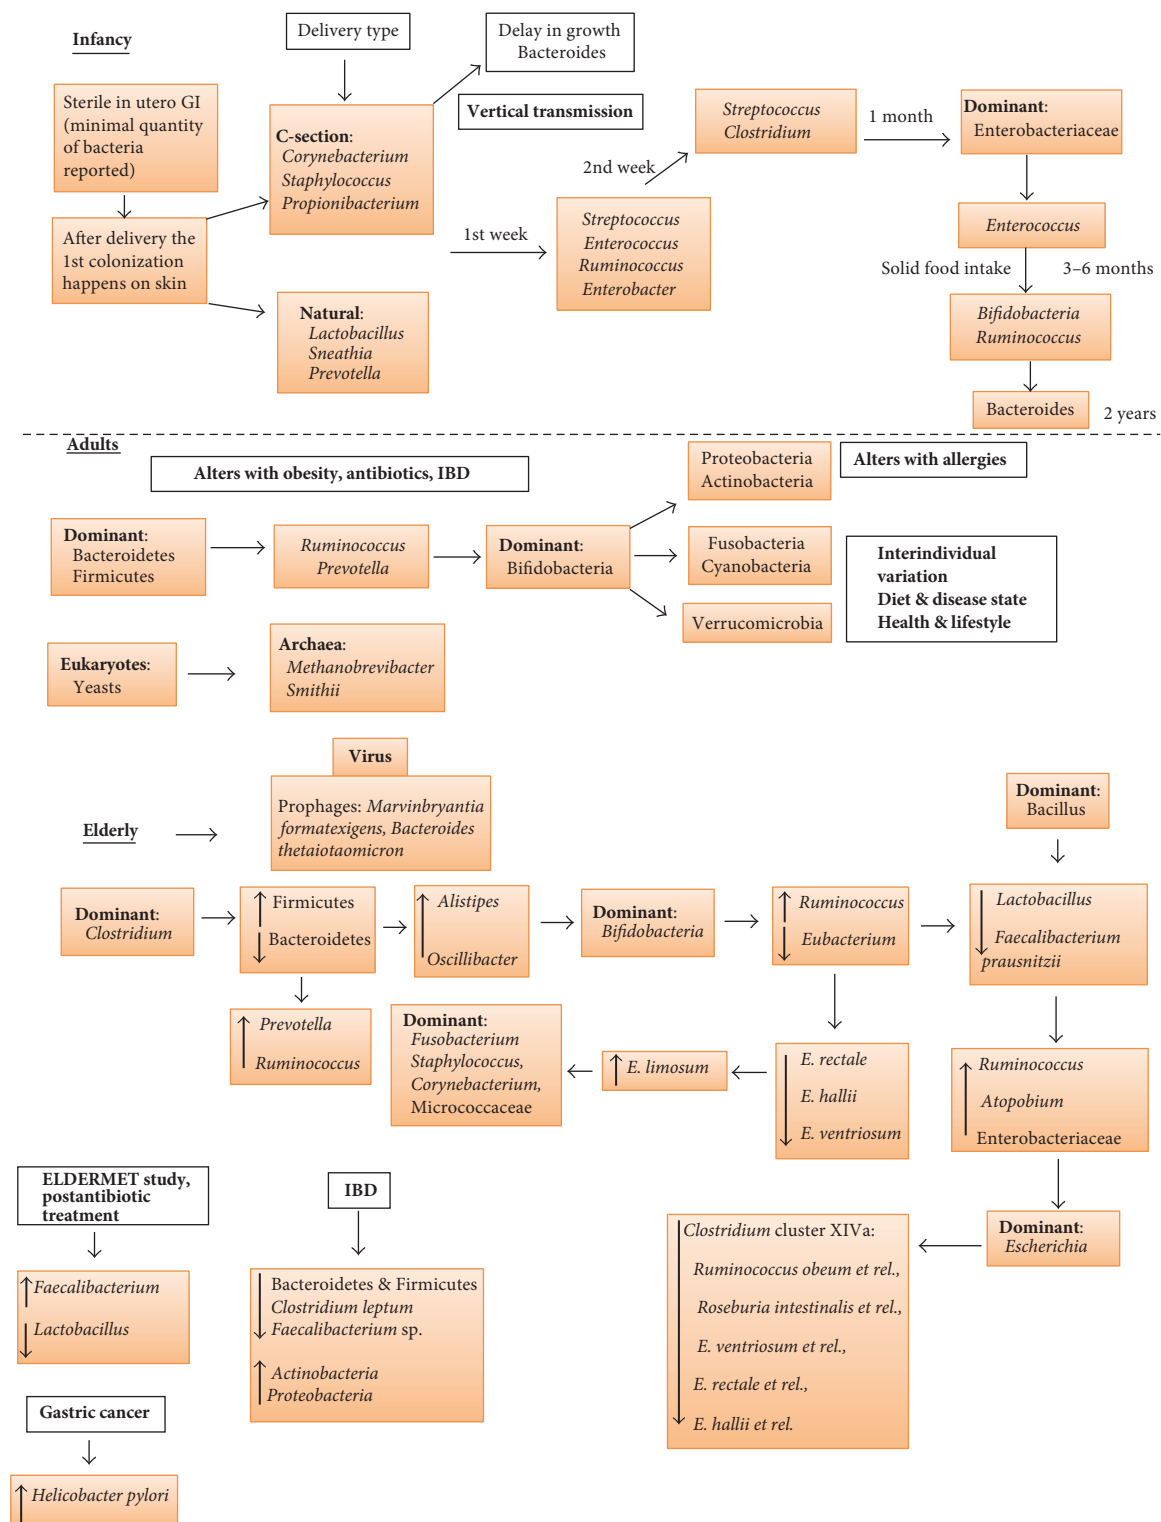 Infancy
Delivery type
Delay in growth
Bacteroides
Vertical transmission
Sterile in utero GI
(minimal quantity
of bacteria
reported)
C-section:
Corynebacterium
Staphylococcus
Propionibacterium
Streptococcus
Clostridium
1 month
Dominant:
Enterobacteriaceae
2nd week
After delivery the
1st colonization
happens on skin
1st week
Streptococcus
Enterococcus
Ruminococcus
Enterobacter
Enterococcus
Solid food intake
3–6 months
Natural:
Lactobacillus
Sneathia
Prevotella
Bifidobacteria
Ruminococcus
Bacteroides
2 years
Adults
Alters with obesity, antibiotics, IBD
Proteobacteria
Actinobacteria
Alters with allergies
Dominant:
Bacteroidetes
Firmicutes
Ruminococcus
Prevotella
Dominant:
Bifidobacteria
Fusobacteria
Cyanobacteria
Verrucomicrobia
Interindividual
variation
Diet & disease state
Health & lifestyle
Eukaryotes:
Yeasts
Archaea:
Methanobrevibacter
Smithii
Virus
Prophages: Marvinbryantia
formatexigens, Bacteroides
thetaiotaomicron
Elderly
Dominant:
Bacillus
Dominant:
Clostridium
Firmicutes
Bacteroidetes
Alistipes
Oscillibacter
Dominant:
Bifidobacteria
Ruminococcus
Eubacterium
Lactobacillus
Faecalibacterium
prausnitzii
Prevotella
Ruminococcus
Dominant:
Fusobacterium
Staphylococcus,
Corynebacterium,
Micrococcaceae
E. limosum
E. rectale
E. hallii
E. ventriosum
Ruminococcus
Atopobium
Enterobacteriaceae
ELDERMET study,
postantibiotic
treatment
IBD
Dominant:
Escherichia
Clostridium cluster XIVa:
Ruminococcus obeum et rel.,
Roseburia intestinalis et rel.,
E. ventriosum et rel.,
E. rectale et rel.,
E. hallii et rel.
Faecalibacterium
Lactobacillus
Bacteroidetes & Firmicutes
Clostridium leptum
Faecalibacterium sp.
Actinobacteria
Proteobacteria
Gastric cancer
Helicobacter pylori